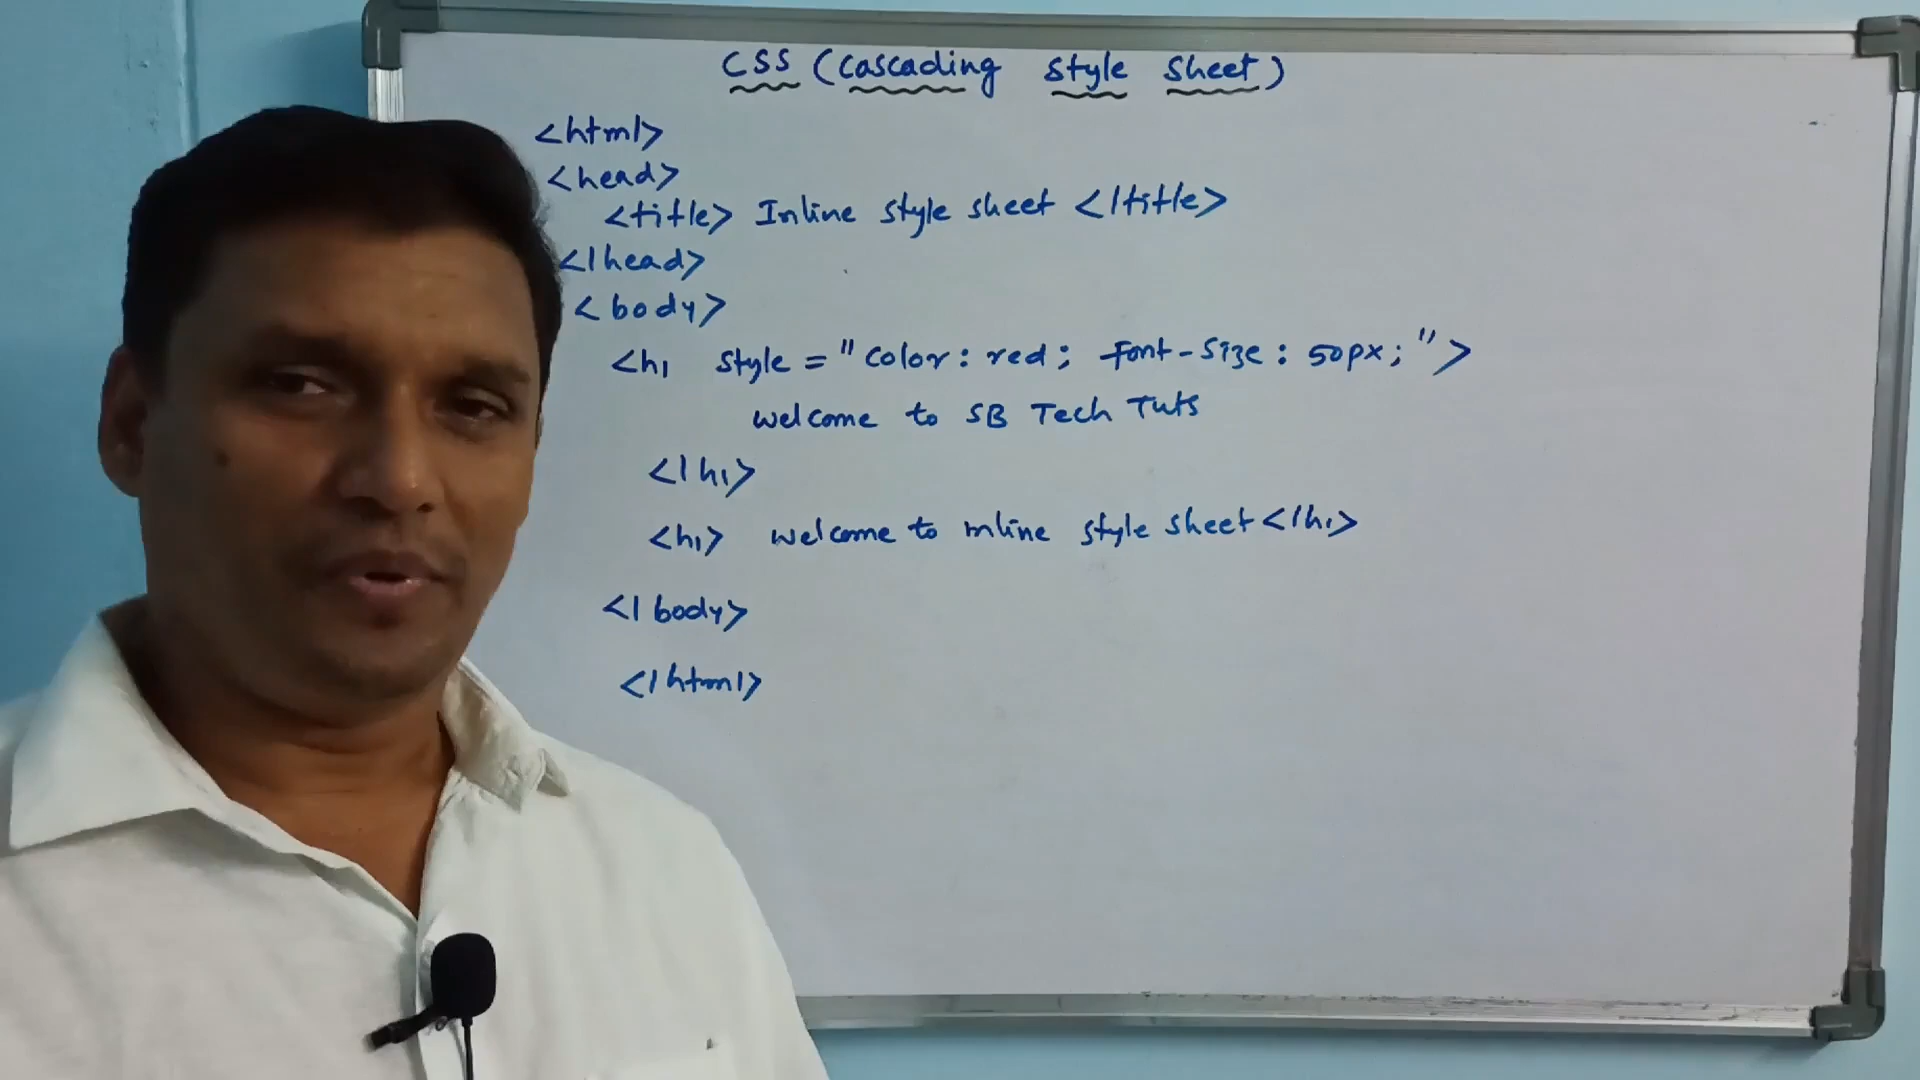 CSS (Cascading Style Sheet)
<html>
<head>
<title> Inline style sheet </title>
</head>
<body>
<h1 style = "color: red; font-size: 50px;">
welcome to SB Tech Tuts
</h1>
<h1> welcome to inline style sheet </h1>
</body>
</html>